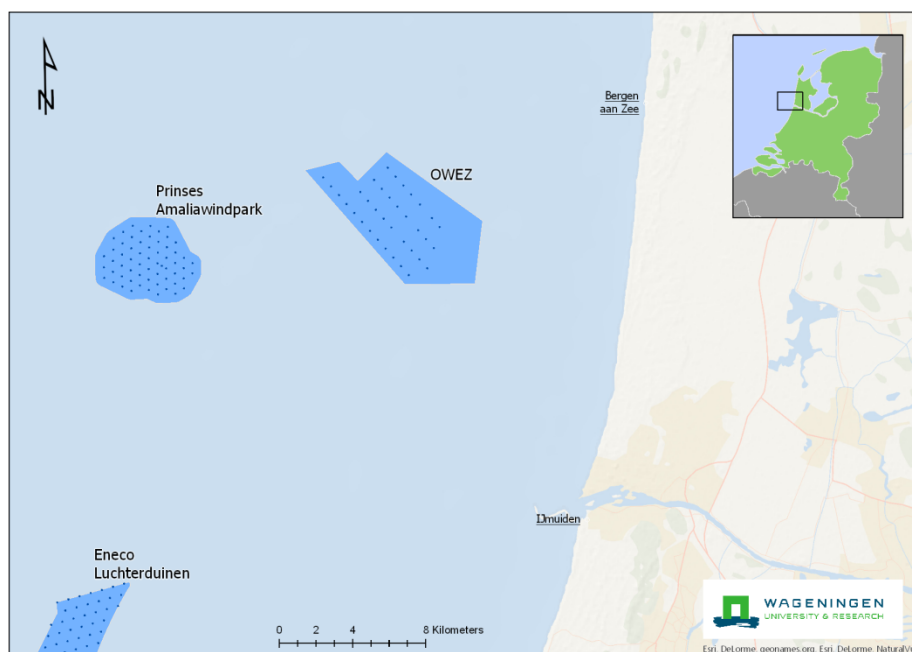 N
Bergen
aan Zee
OWEZ
Prinses
Amaliawindpark
IJmuiden
Eneco
Luchterduinen
0 2 4 8 Kilometers
WAGENINGEN
UNIVERSITY & RESEARCH
Esri, DeLorme, geonames.org, Esri, DeLorme, NaturalV